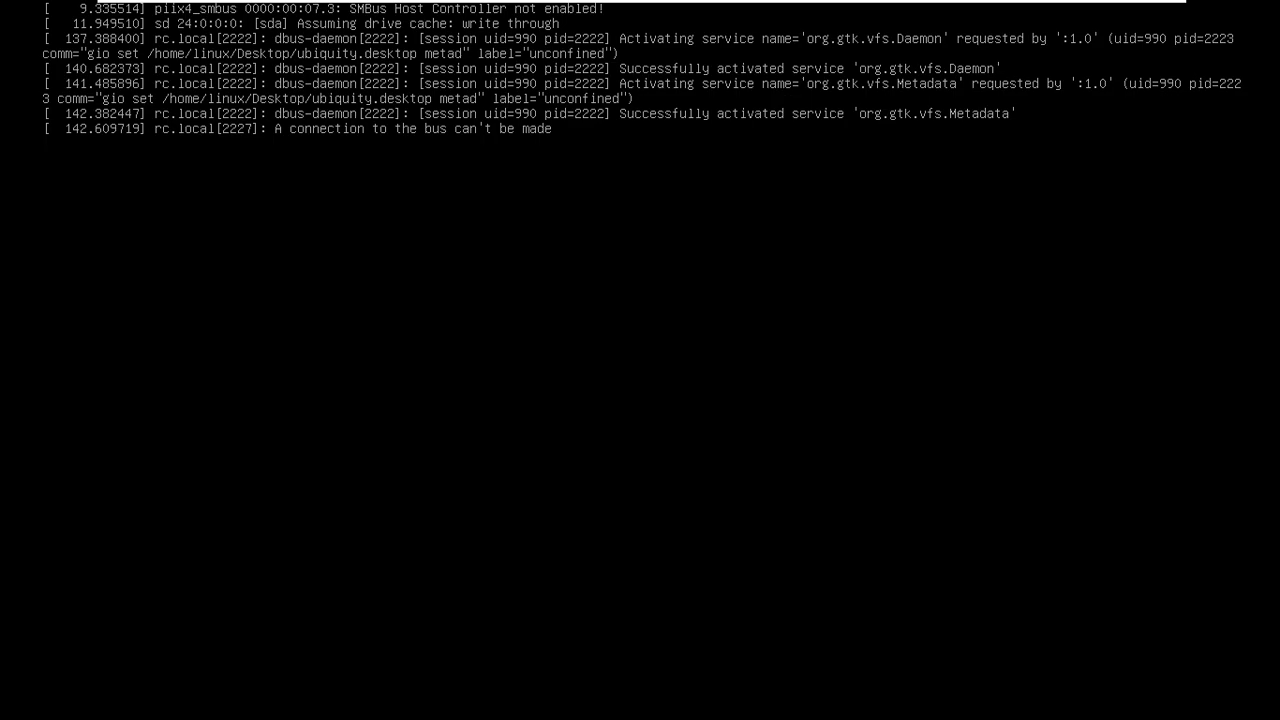 [    9.335514] piix4_smbus 0000:00:07.3: SMBus Host Controller not enabled!
[   11.949510] sd 24:0:0:0: [sda] Assuming drive cache: write through
[  137.388400] rc.local[2222]: dbus-daemon[2222]: [session uid=990 pid=2222] Activating service name='org.gtk.vfs.Daemon' requested by ':1.0' (uid=990 pid=2223
comm="gio set /home/linux/Desktop/ubiquity.desktop metad" label="unconfined")
[  140.682373] rc.local[2222]: dbus-daemon[2222]: [session uid=990 pid=2222] Successfully activated service 'org.gtk.vfs.Daemon'
[  141.485896] rc.local[2222]: dbus-daemon[2222]: [session uid=990 pid=2222] Activating service name='org.gtk.vfs.Metadata' requested by ':1.0' (uid=990 pid=222
3 comm="gio set /home/linux/Desktop/ubiquity.desktop metad" label="unconfined")
[  142.382447] rc.local[2222]: dbus-daemon[2222]: [session uid=990 pid=2222] Successfully activated service 'org.gtk.vfs.Metadata'
[  142.609719] rc.local[2227]: A connection to the bus can't be made